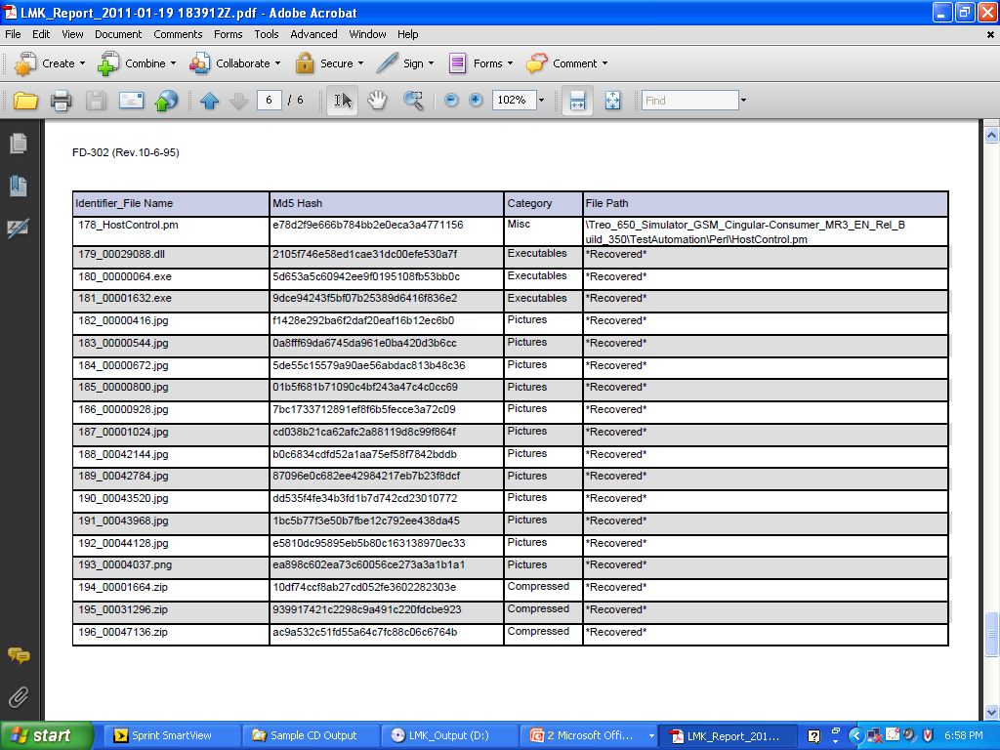 LMK_Report_2011-01-19 183912Z.pdf - Adobe Acrobat
File Edit View Document Comments Forms Tools Advanced Window Help
Create Combine Collaborate Secure Sign Forms Comment
6 / 6 102% Find
FD-302 (Rev.10-6-95)
Identifier_File Name Md5 Hash Category File Path
178_HostControl.pm e78d2f9e666b784bb2e0eca3a4771156 Misc \Treo_650_Simulator_GSM_Cingular-Consumer_MR3_EN_Rel_B
uild_350\TestAutomation\Perl\HostControl.pm
179_00029088.dll 2105f746e58ed1cae31dc00efe530a7f Executables *Recovered*
180_00000064.exe 5d653a5c60942ee9f0195108fb53bb0c Executables *Recovered*
181_00001632.exe 9dce94243f5bf07b25389d6416f836e2 Executables *Recovered*
182_00000416.jpg f1428e292ba6f2daf20eaf16b12ec6b0 Pictures *Recovered*
183_00000544.jpg 0a8fff69da6745da961e0ba420d3b6cc Pictures *Recovered*
184_00000672.jpg 5de55c15579a90ae56abdac813b48c36 Pictures *Recovered*
185_00000800.jpg 01b5f681b71090c4bf243a47c4c0cc69 Pictures *Recovered*
186_00000928.jpg 7bc1733712891ef8f6b5fecce3a72c09 Pictures *Recovered*
187_00001024.jpg cd038b21ca62afc2a88119d8c99f864f Pictures *Recovered*
188_00042144.jpg b0c6834cdfd52a1aa75ef58f7842bddb Pictures *Recovered*
189_00042784.jpg 87096e0c682ee42984217eb7b23f8dcf Pictures *Recovered*
190_00043520.jpg dd535f4fe34b3fd1b7d742cd23010772 Pictures *Recovered*
191_00043968.jpg 1bc5b77f3e50b7fbe12c792ee438da45 Pictures *Recovered*
192_00044128.jpg e5810dc95895eb5b80c163138970ec33 Pictures *Recovered*
193_00004037.png ea898c602ea73c60056ce273a3a1b1a1 Pictures *Recovered*
194_00001664.zip 10df74ccf8ab27cd052fe3602282303e Compressed *Recovered*
195_00031296.zip 939917421c2298c9a491c220fdcbe923 Compressed *Recovered*
196_00047136.zip ac9a532c51fd55a64c7fc88c06c6764b Compressed *Recovered*
start Sprint SmartView Sample CD Output LMK_Output (D:) 2 Microsoft Offi... LMK_Report_201... 6:58 PM